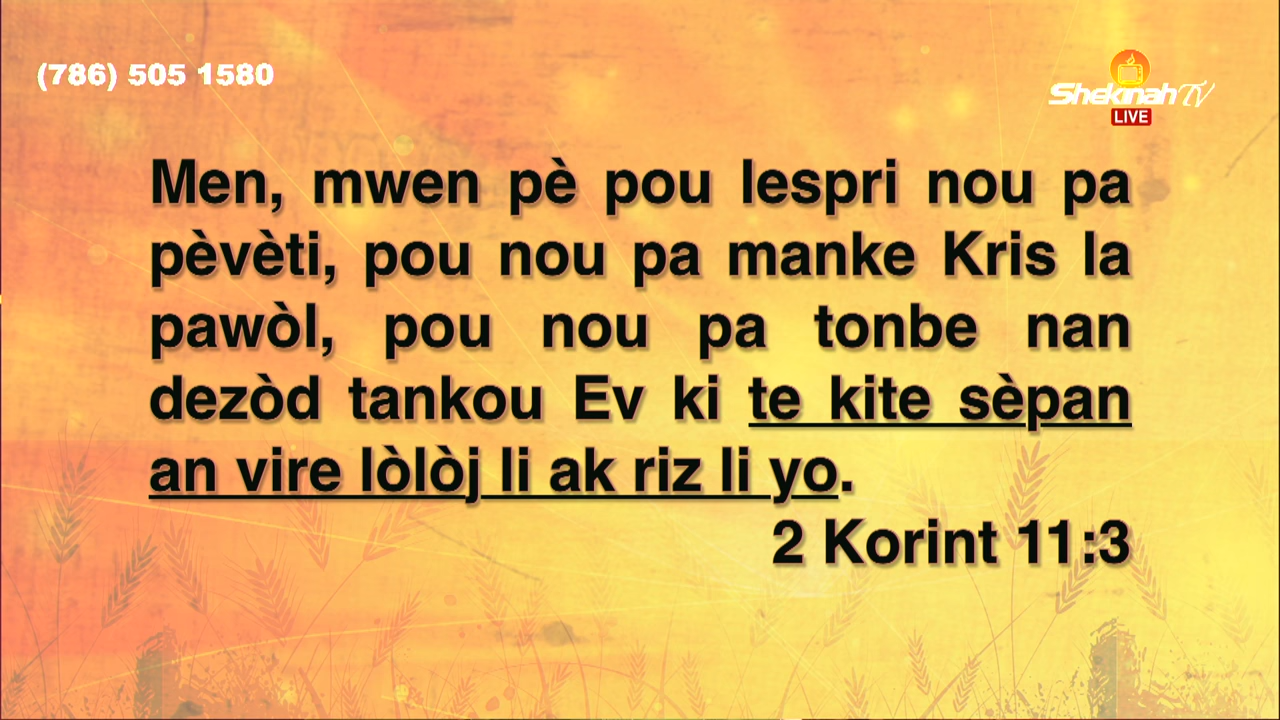 (786) 505 1580
Shekinah TV
LIVE
Men, mwen pè pou lespri nou pa
pèvèti, pou nou pa manke Kris la
pawòl, pou nou pa tonbe nan
dezòd tankou Ev ki te kite sèpan
an vire lòlòj li ak riz li yo.
2 Korint 11:3